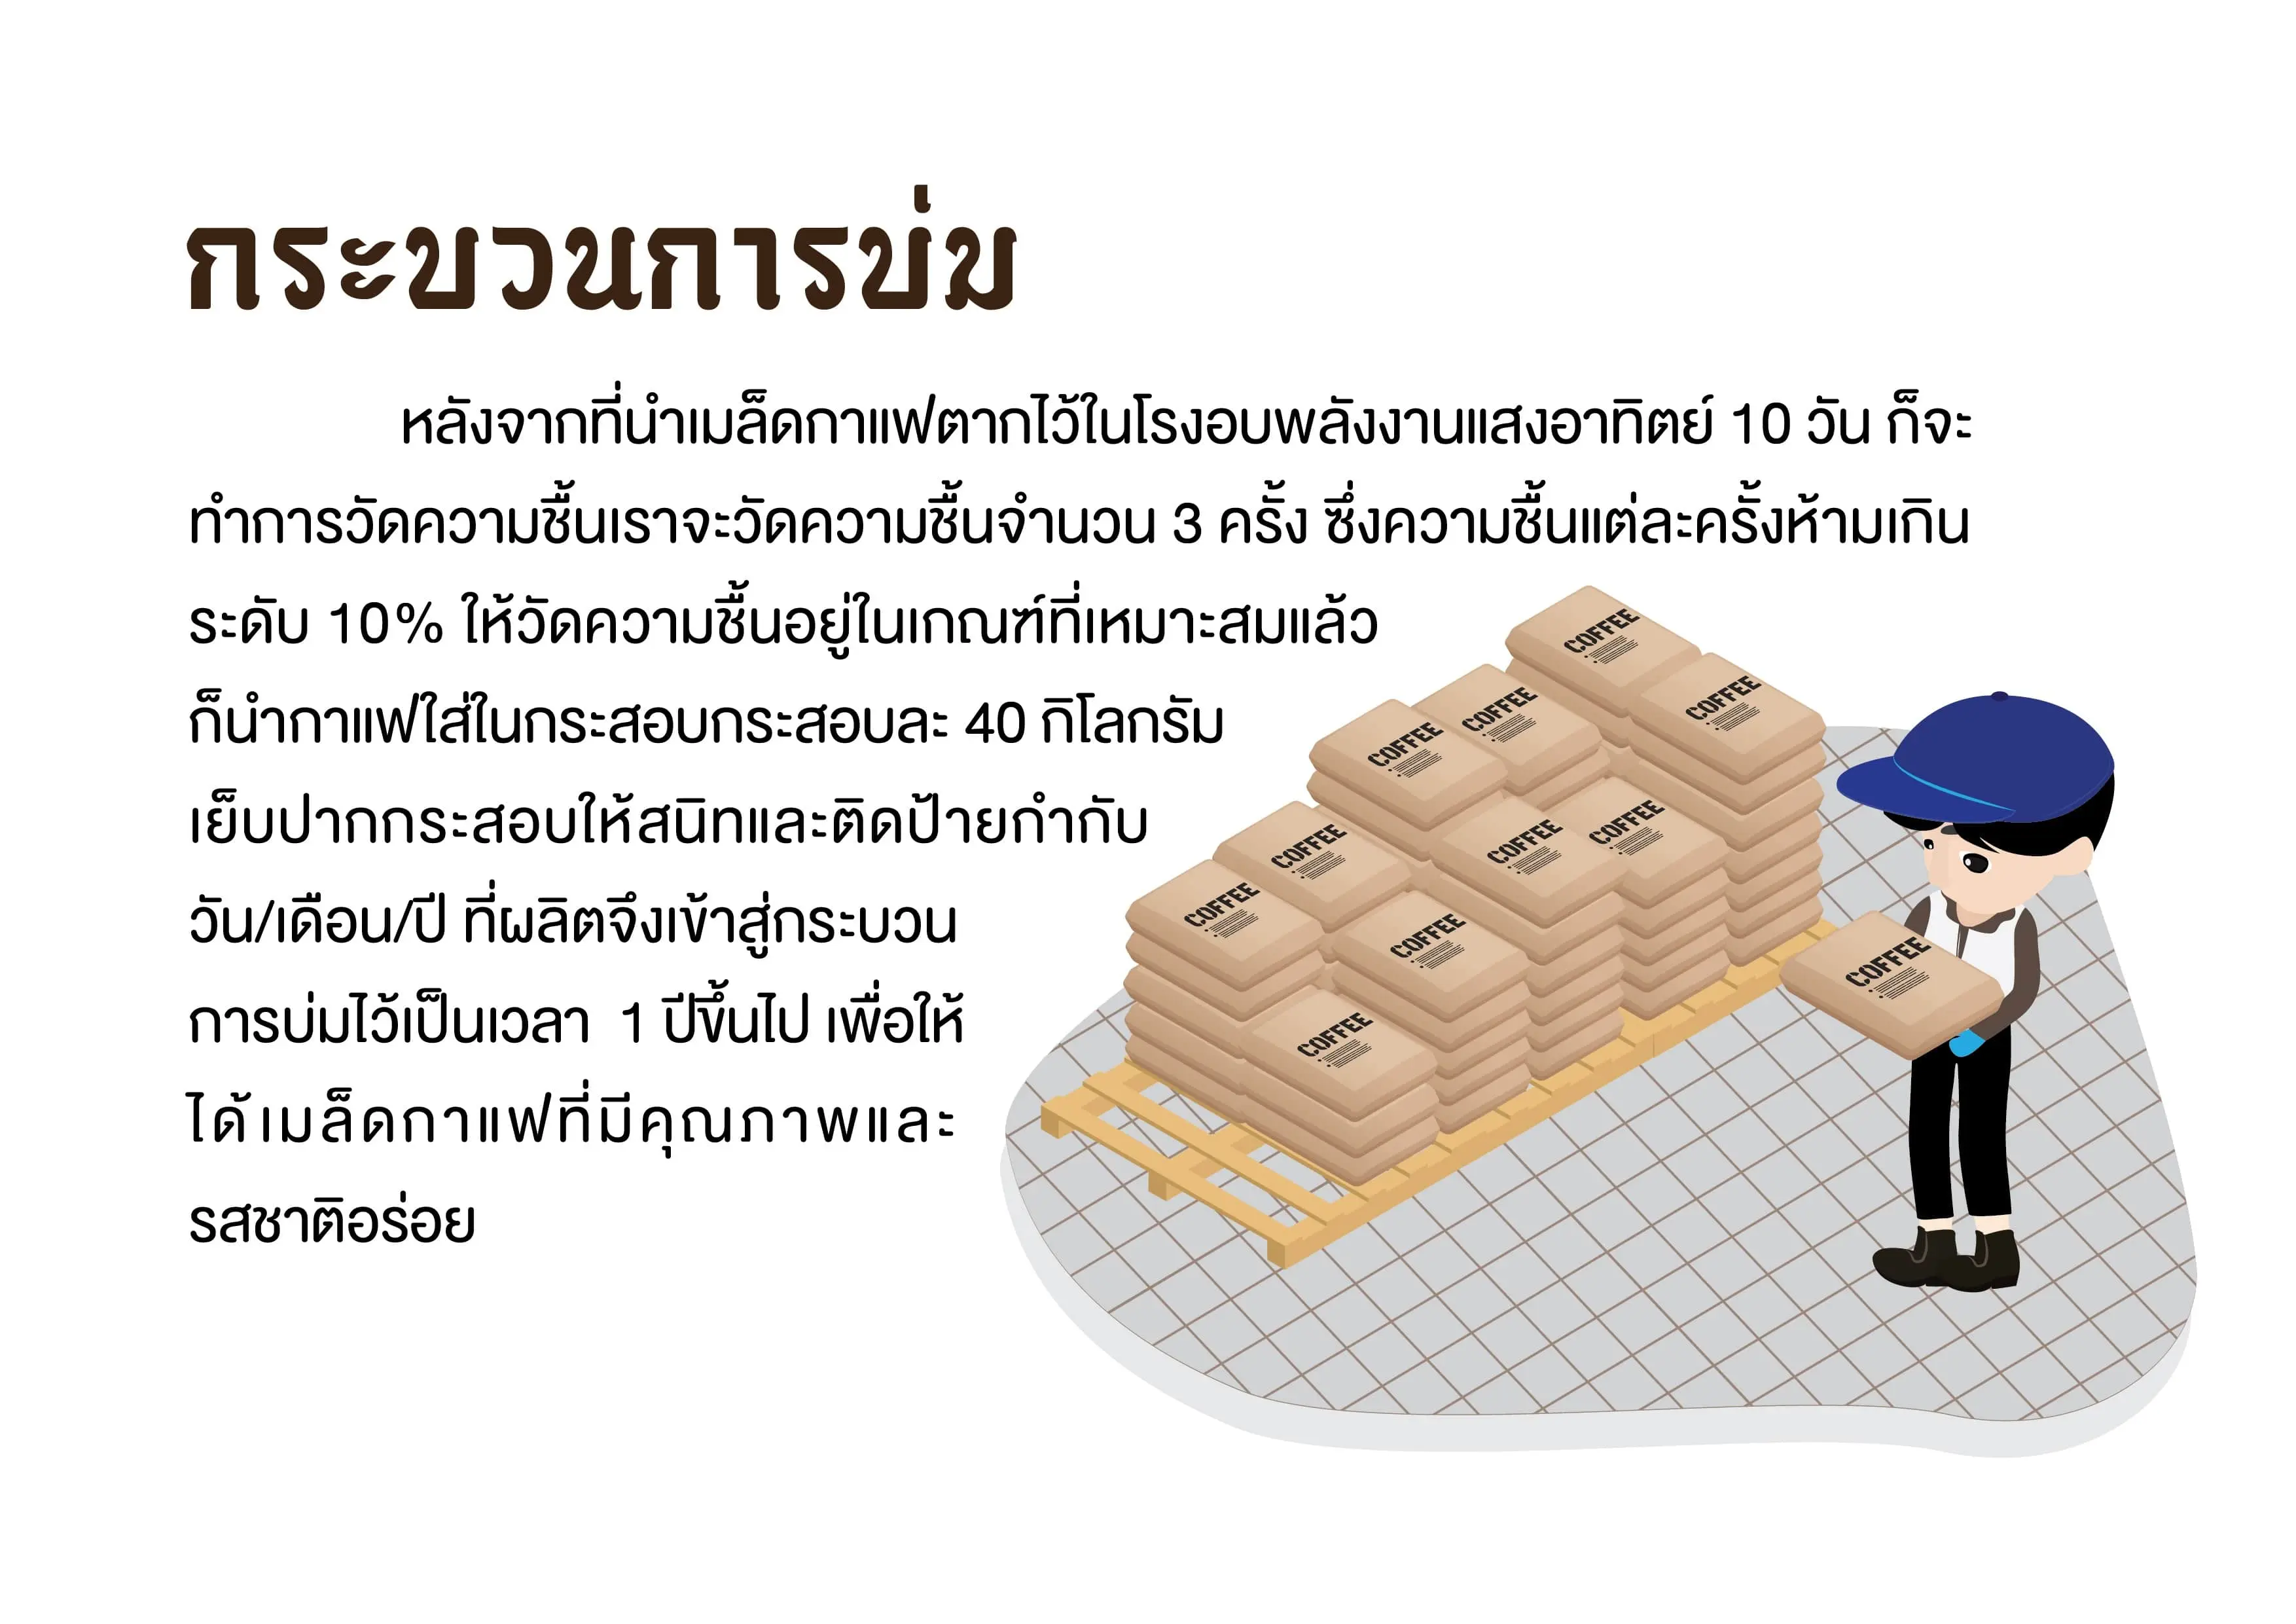 กระบวนการบ่ม
หลังจากที่นำเมล็ดกาแฟตากไว้ในโรงอบพลังงานแสงอาทิตย์ 10 วัน ก็จะ
ทำการวัดความชื้นเราจะวัดความชื้นจำนวน 3 ครั้ง ซึ่งความชื้นแต่ละครั้งห้ามเกิน
ระดับ 10% ให้วัดความชื้นอยู่ในเกณฑ์ที่เหมาะสมแล้ว
ก็นำกาแฟใส่ในกระสอบกระสอบละ 40 กิโลกรัม
เย็บปากกระสอบให้สนิทและติดป้ายกำกับ
วัน/เดือน/ปี ที่ผลิตจึงเข้าสู่กระบวน
การบ่มไว้เป็นเวลา 1 ปีขึ้นไป เพื่อให้
ได้เมล็ดกาแฟที่มีคุณภาพและ
รสชาติอร่อย
COFFEE
COFFEE
COFFEE
COFFEE
COFFEE
COFFEE
COFFEE
COFFEE
COFFEE
COFFEE
COFFEE